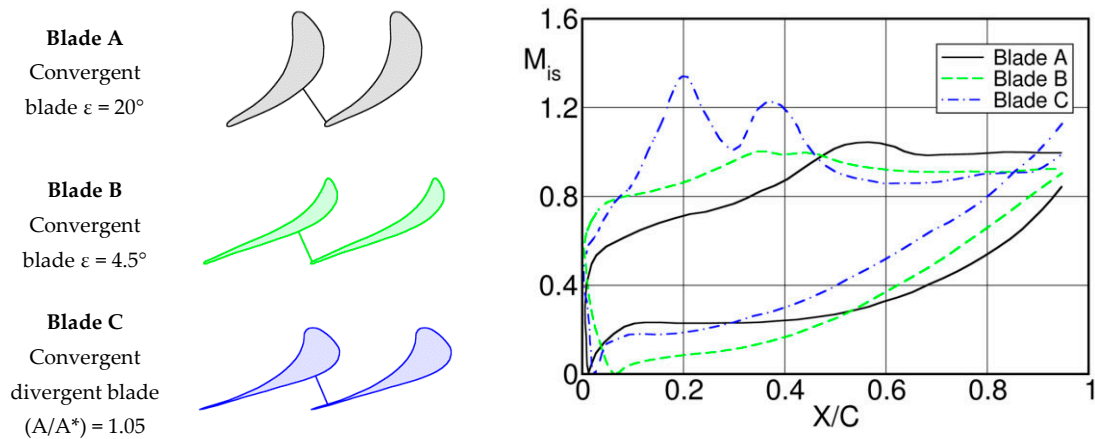 Blade A
Convergent
blade ε = 20°
Blade B
Convergent
blade ε = 4.5°
Blade C
Convergent
divergent blade
(A/A*) = 1.05
1.6
M_is
1.2
0.8
0.4
0
0
0.2
0.4
0.6
0.8
1
X/C
Blade A
Blade B
Blade C